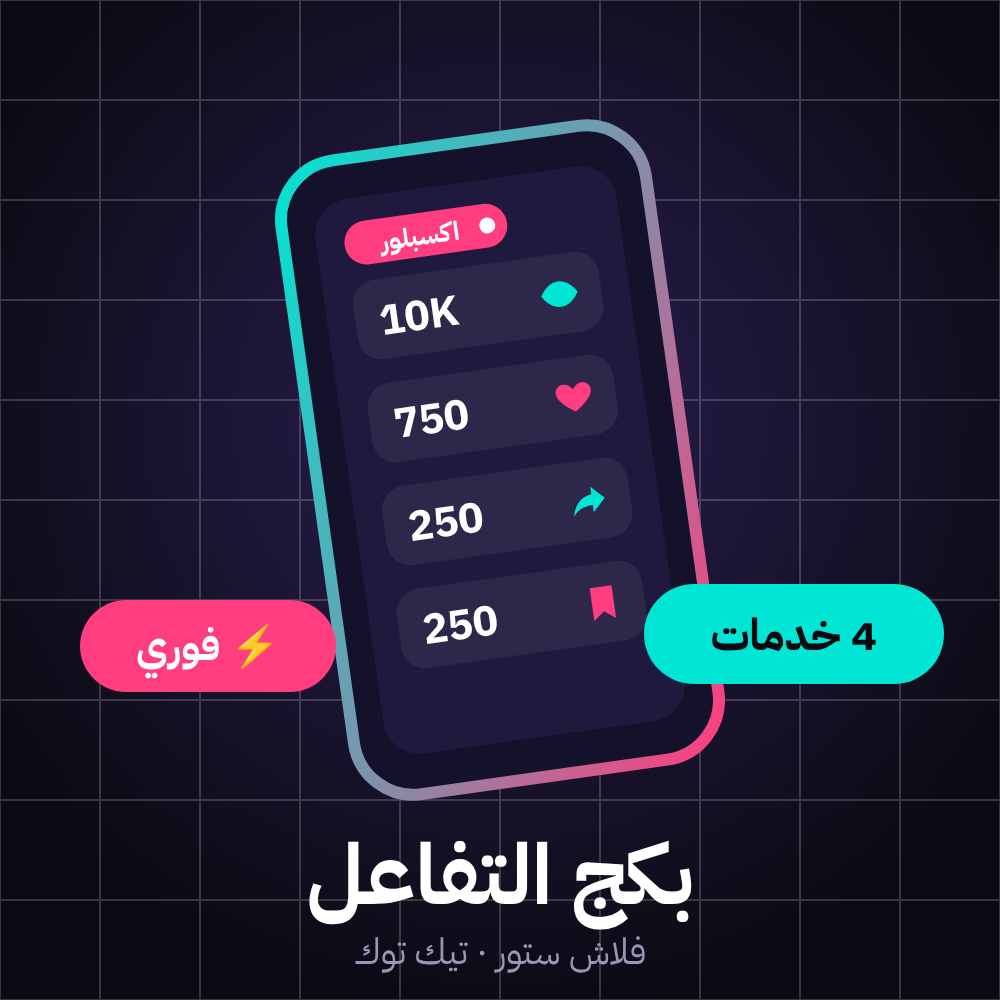 اكسبلور
10K
750
250
250
4 خدمات
⚡ فوري
بكج التفاعل
فلاش ستور · تيك توك